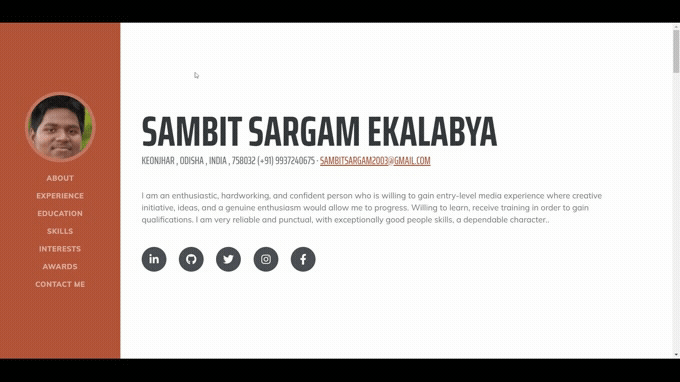 ABOUT
EXPERIENCE
EDUCATION
SKILLS
INTERESTS
AWARDS
CONTACT ME
SAMBIT SARGAM EKALABYA
KEONJHAR , ODISHA , INDIA , 758032 (+91) 9937240675 · SAMBITSARGAM2003@GMAIL.COM
I am an enthusiastic, hardworking, and confident person who is willing to gain entry-level media experience where creative
initiative, ideas, and a genuine enthusiasm would allow me to progress. Willing to learn, receive training in order to gain
qualifications. I am very reliable and punctual, with exceptionally good people skills, a dependable character..